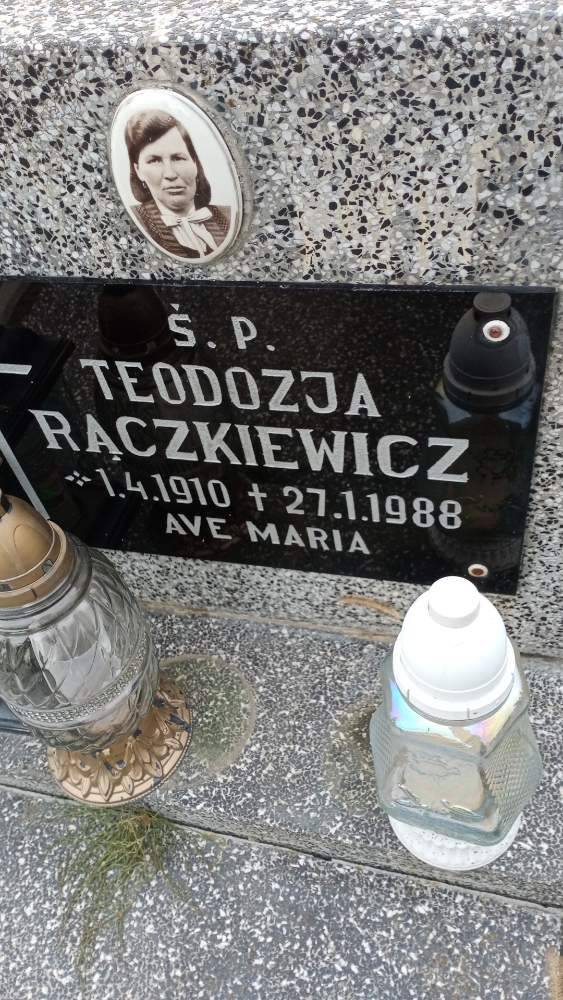 Ś. P.
TEODOZJA
RĄCZKIEWICZ
* 1.4.1910 † 27.1.1988
AVE MARIA